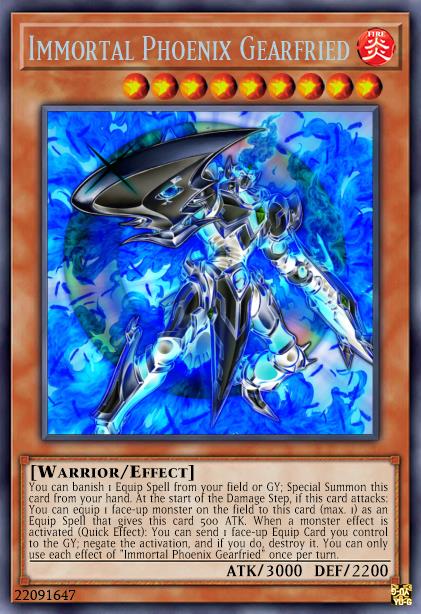 IMMORTAL PHOENIX GEARFRIED
FIRE
炎
[WARRIOR/EFFECT]
You can banish 1 Equip Spell from your field or GY; Special Summon this
card from your hand. At the start of the Damage Step, if this card attacks:
You can equip 1 face-up monster on the field to this card (max. 1) as an
Equip Spell that gives this card 500 ATK. When a monster effect is
activated (Quick Effect): You can send 1 face-up Equip Card you control
to the GY; negate the activation, and if you do, destroy it. You can only
use each effect of "Immortal Phoenix Gearfried" once per turn.
ATK/3000 DEF/2200
22091647